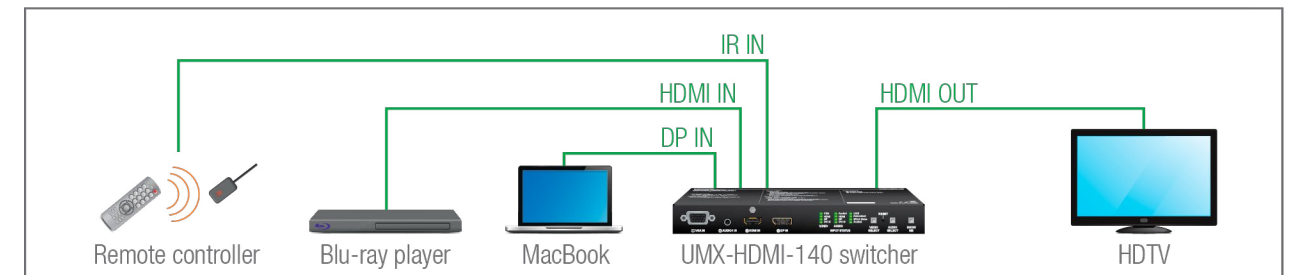 IR IN
HDMI IN
HDMI OUT
DP IN
Remote controller
Blu-ray player
MacBook
UMX-HDMI-140 switcher
HDTV